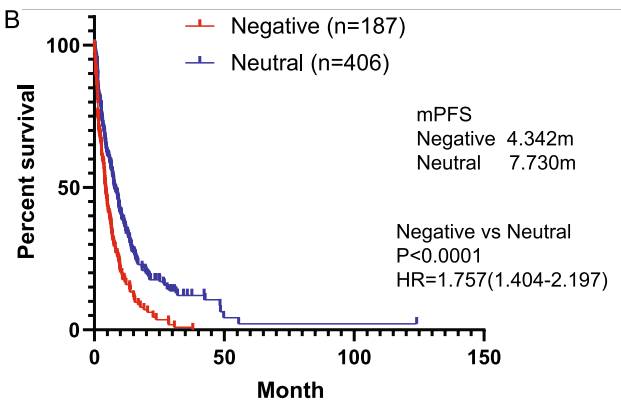 B
Negative (n=187)
Neutral (n=406)
Percent survival
100
50
0
mPFS
Negative 4.342m
Neutral 7.730m
Negative vs Neutral
P<0.0001
HR=1.757(1.404-2.197)
0 50 100 150
Month